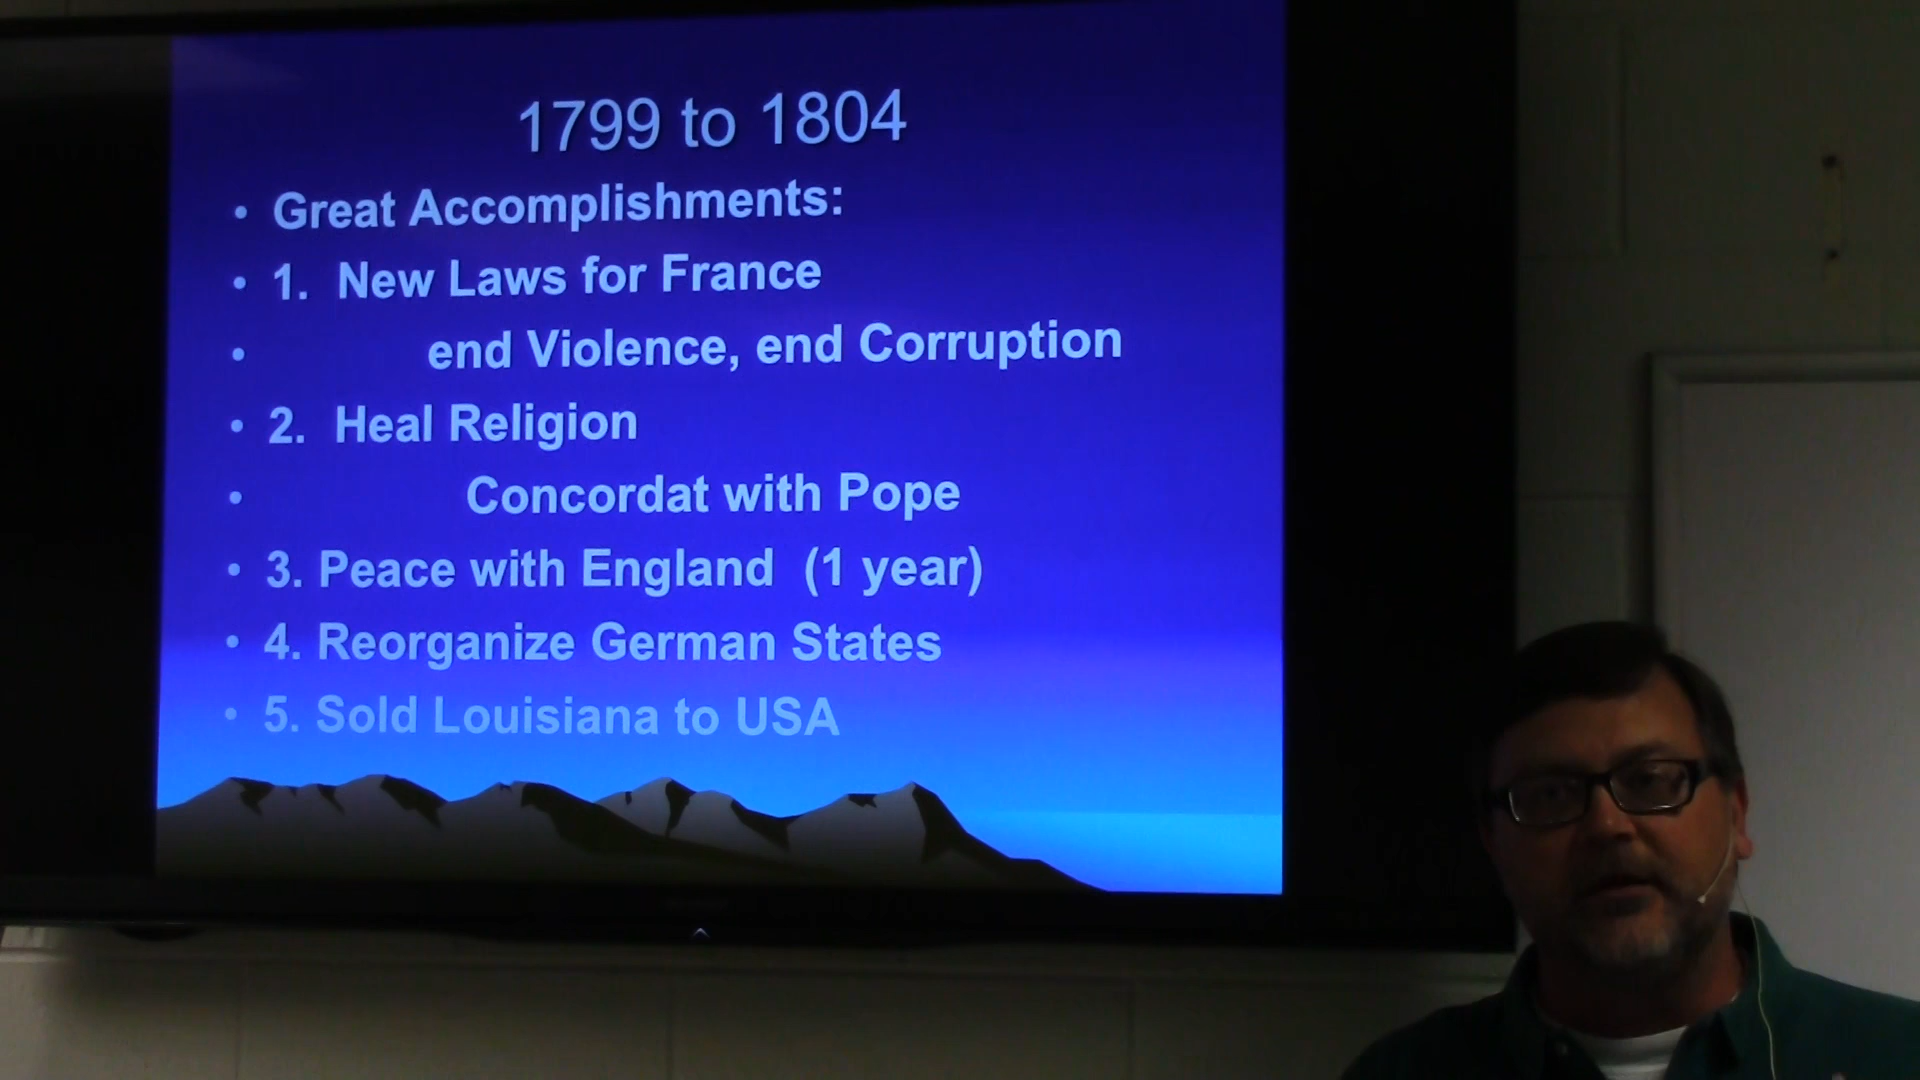 1799 to 1804
• Great Accomplishments:
• 1. New Laws for France
• end Violence, end Corruption
• 2. Heal Religion
• Concordat with Pope
• 3. Peace with England (1 year)
• 4. Reorganize German States
• 5. Sold Louisiana to USA